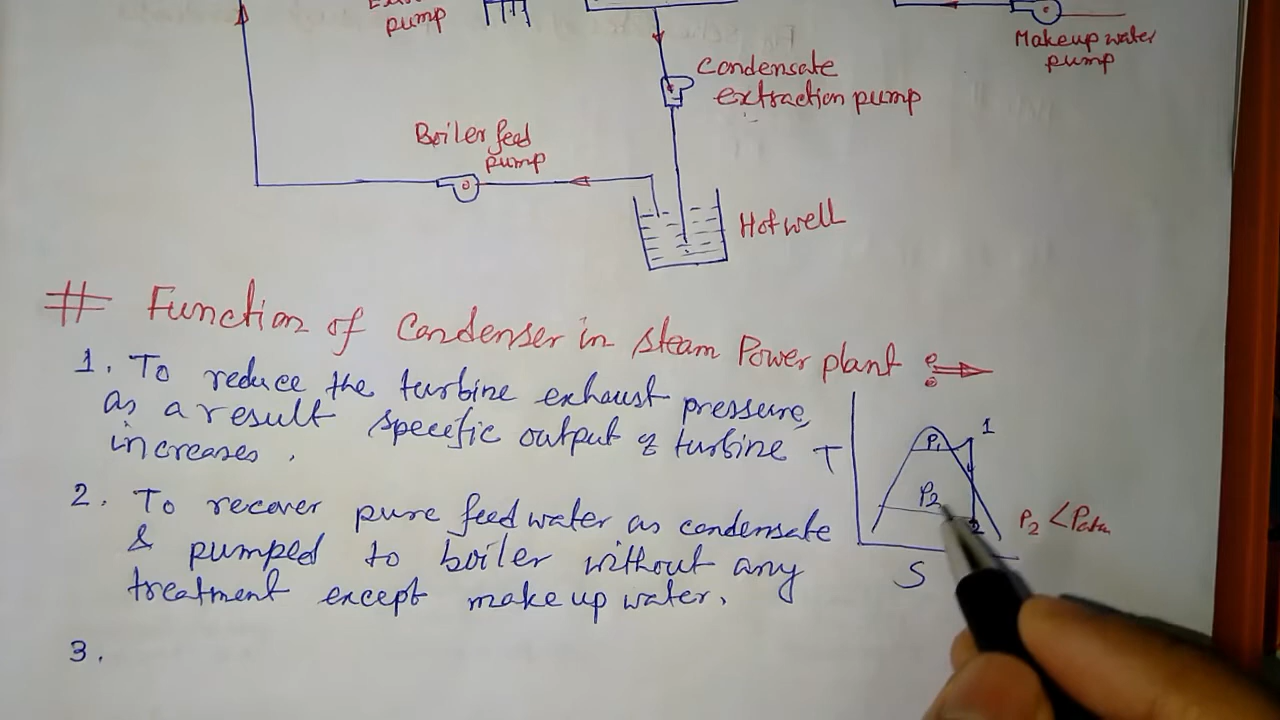 pump
Makeup water
pump
Condensate
extraction pump
Boiler feed
pump
Hotwell
# Function of Condenser in steam Power plant :
1. To reduce the turbine exhaust pressure,
as a result specefic output of turbine
increases.
2. To recover pure feed water as condensate
& pumped to boiler without any
treatment except make up water.
3.
T
P1
1
P2
2
P2 < Patm
S